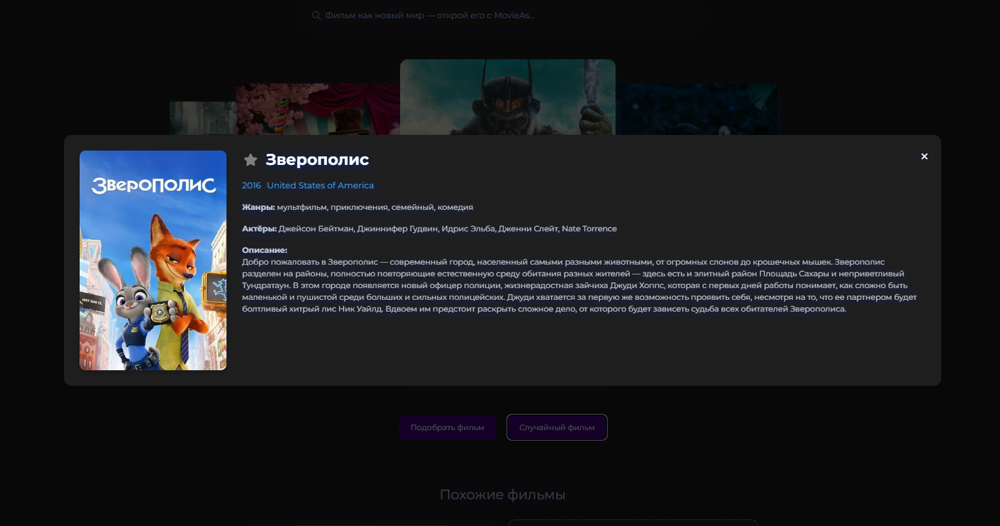 Фильм как новый мир — открой его с MovieAs...
ЗВЕРОПОЛИС
JUST ZOO IT.
Зверополис
×
2016 United States of America
Жанры: мультфильм, приключения, семейный, комедия
Актёры: Джейсон Бейтман, Джиннифер Гудвин, Идрис Эльба, Дженни Слейт, Nate Torrence
Описание:
Добро пожаловать в Зверополис — современный город, населенный самыми разными животными, от огромных слонов до крошечных мышек. Зверополис
разделен на районы, полностью повторяющие естественную среду обитания разных жителей — здесь есть и элитный район Площадь Сахары и неприветливый
Тундратаун. В этом городе появляется новый офицер полиции, жизнерадостная зайчиха Джуди Хоппс, которая с первых дней работы понимает, как сложно быть
маленькой и пушистой среди больших и сильных полицейских. Джуди хватается за первую же возможность проявить себя, несмотря на то, что ее партнером будет
болтливый хитрый лис Ник Уайлд. Вдвоем им предстоит раскрыть сложное дело, от которого будет зависеть судьба всех обитателей Зверополиса.
Подобрать фильм
Случайный фильм
Похожие фильмы